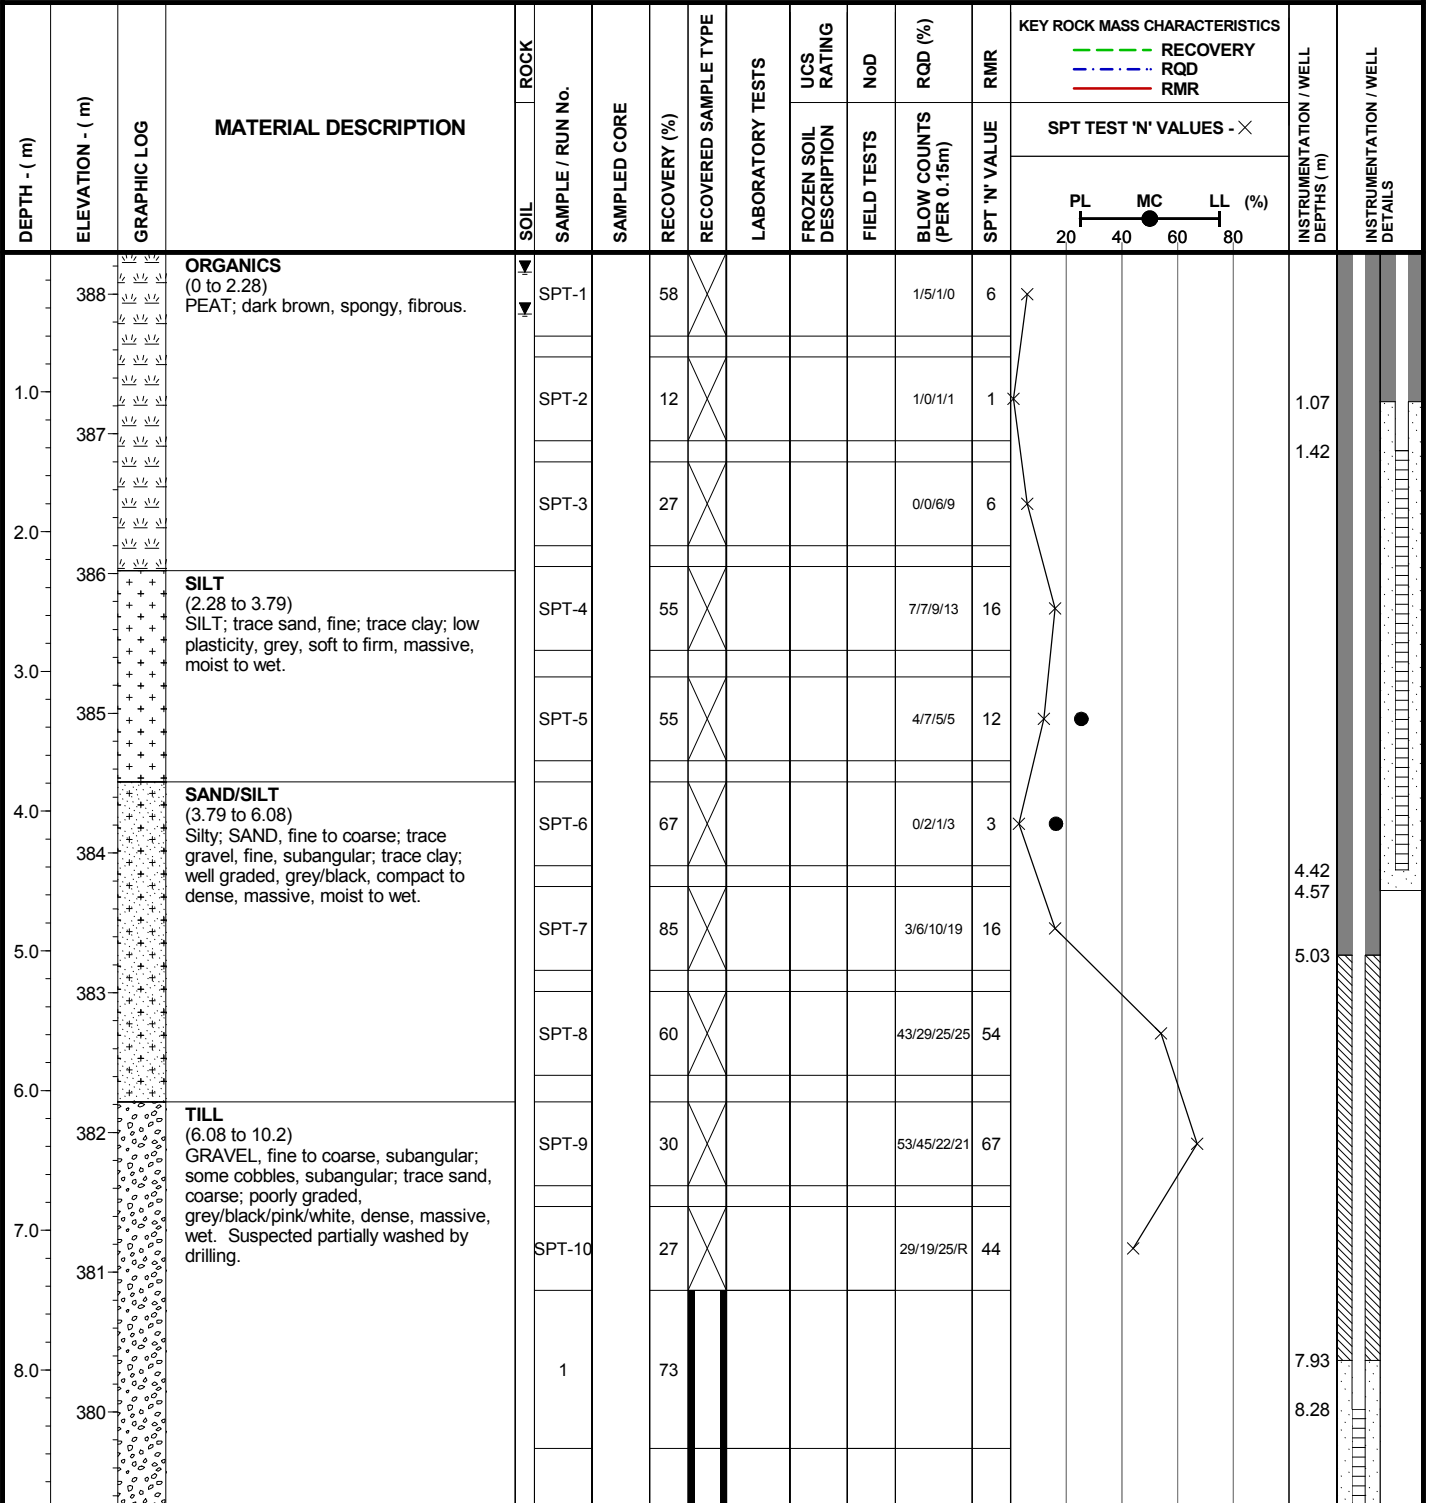 DEPTH - ( m)
ELEVATION - ( m)
GRAPHIC LOG
MATERIAL DESCRIPTION
ROCK
SOIL
SAMPLE / RUN No.
SAMPLED CORE
RECOVERY (%)
RECOVERED SAMPLE TYPE
LABORATORY TESTS
UCS
RATING
FROZEN SOIL
DESCRIPTION
NoD
FIELD TESTS
RQD (%)
BLOW COUNTS
(PER 0.15m)
RMR
SPT 'N' VALUE
KEY ROCK MASS CHARACTERISTICS
RECOVERY
RQD
RMR
SPT TEST 'N' VALUES - ×
PL MC LL (%)
20 40 60 80
INSTRUMENTATION / WELL
DEPTHS ( m)
INSTRUMENTATION / WELL
DETAILS
ORGANICS
(0 to 2.28)
PEAT; dark brown, spongy, fibrous.
388
SPT-1 58 1/5/1/0 6
1.0
SPT-2 12 1/0/1/1 1
1.07
387
1.42
SPT-3 27 0/0/6/9 6
2.0
386
SILT
(2.28 to 3.79)
SILT; trace sand, fine; trace clay; low
plasticity, grey, soft to firm, massive,
moist to wet.
SPT-4 55 7/7/9/13 16
3.0
385
SPT-5 55 4/7/5/5 12
SAND/SILT
(3.79 to 6.08)
Silty; SAND, fine to coarse; trace
gravel, fine, subangular; trace clay;
well graded, grey/black, compact to
dense, massive, moist to wet.
4.0
SPT-6 67 0/2/1/3 3
384
4.42
4.57
SPT-7 85 3/6/10/19 16
5.0
5.03
383
SPT-8 60 43/29/25/25 54
6.0
TILL
(6.08 to 10.2)
GRAVEL, fine to coarse, subangular;
some cobbles, subangular; trace sand,
coarse; poorly graded,
grey/black/pink/white, dense, massive,
wet. Suspected partially washed by
drilling.
382
SPT-9 30 53/45/22/21 67
7.0
SPT-10 27 29/19/25/R 44
381
7.93
8.0
1 73
380
8.28